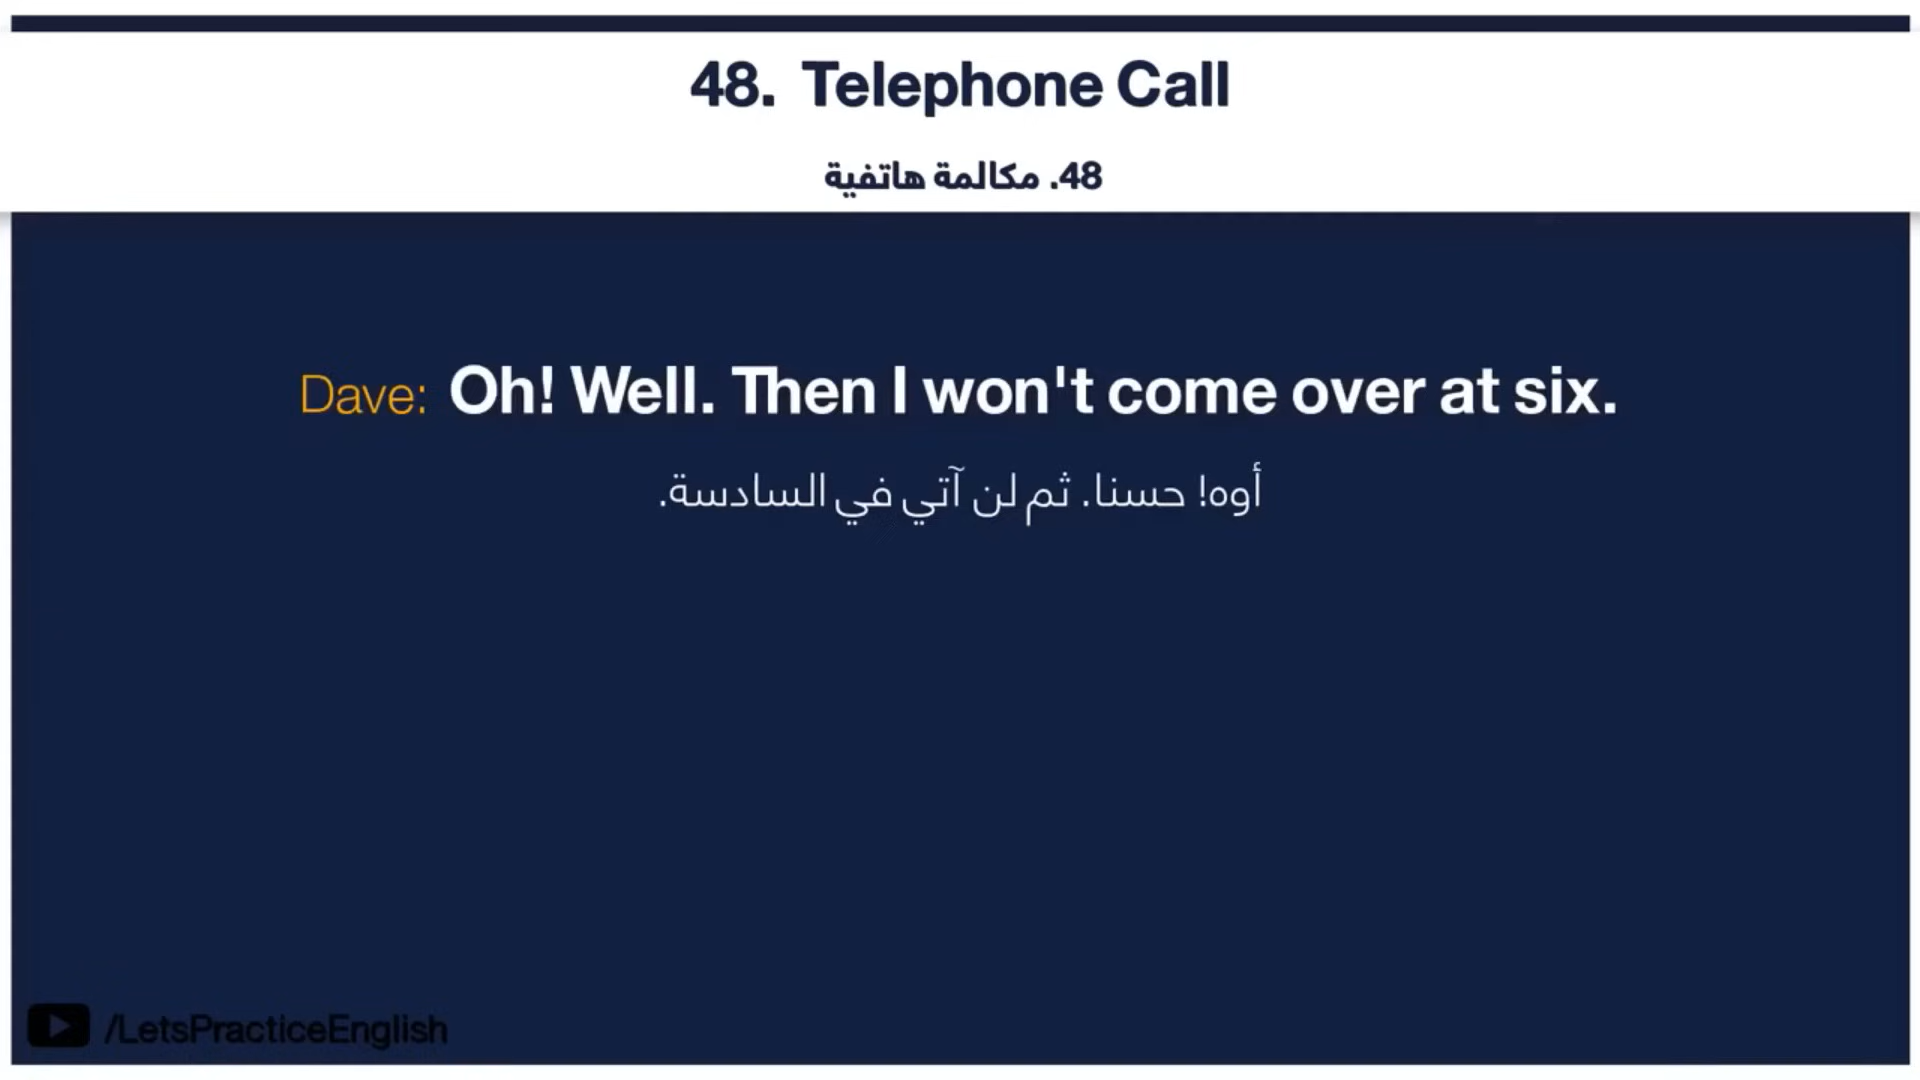 48. Telephone Call
48. مكالمة هاتفية
Dave: Oh! Well. Then I won't come over at six.
أوه! حسنا. ثم لن آتي في السادسة.
/LetsPracticeEnglish